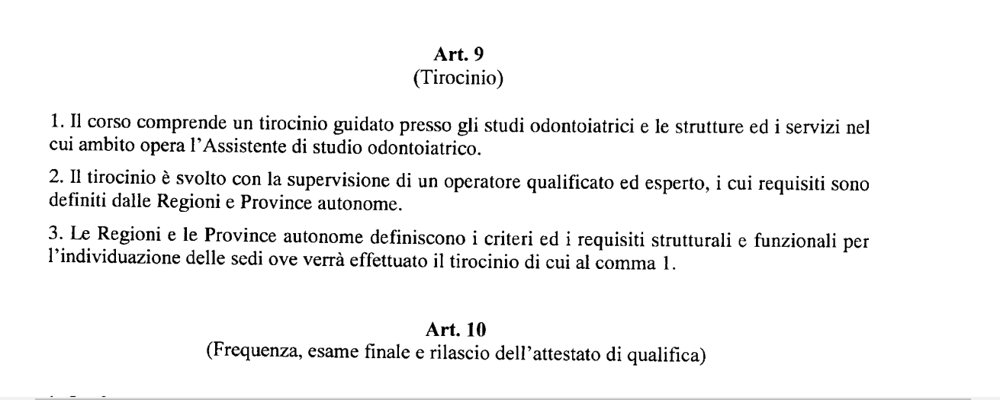 Art. 9
(Tirocinio)
1. Il corso comprende un tirocinio guidato presso gli studi odontoiatrici e le strutture ed i servizi nel
cui ambito opera l'Assistente di studio odontoiatrico.
2. Il tirocinio è svolto con la supervisione di un operatore qualificato ed esperto, i cui requisiti sono
definiti dalle Regioni e Province autonome.
3. Le Regioni e le Province autonome definiscono i criteri ed i requisiti strutturali e funzionali per
l'individuazione delle sedi ove verrà effettuato il tirocinio di cui al comma 1.
Art. 10
(Frequenza, esame finale e rilascio dell'attestato di qualifica)